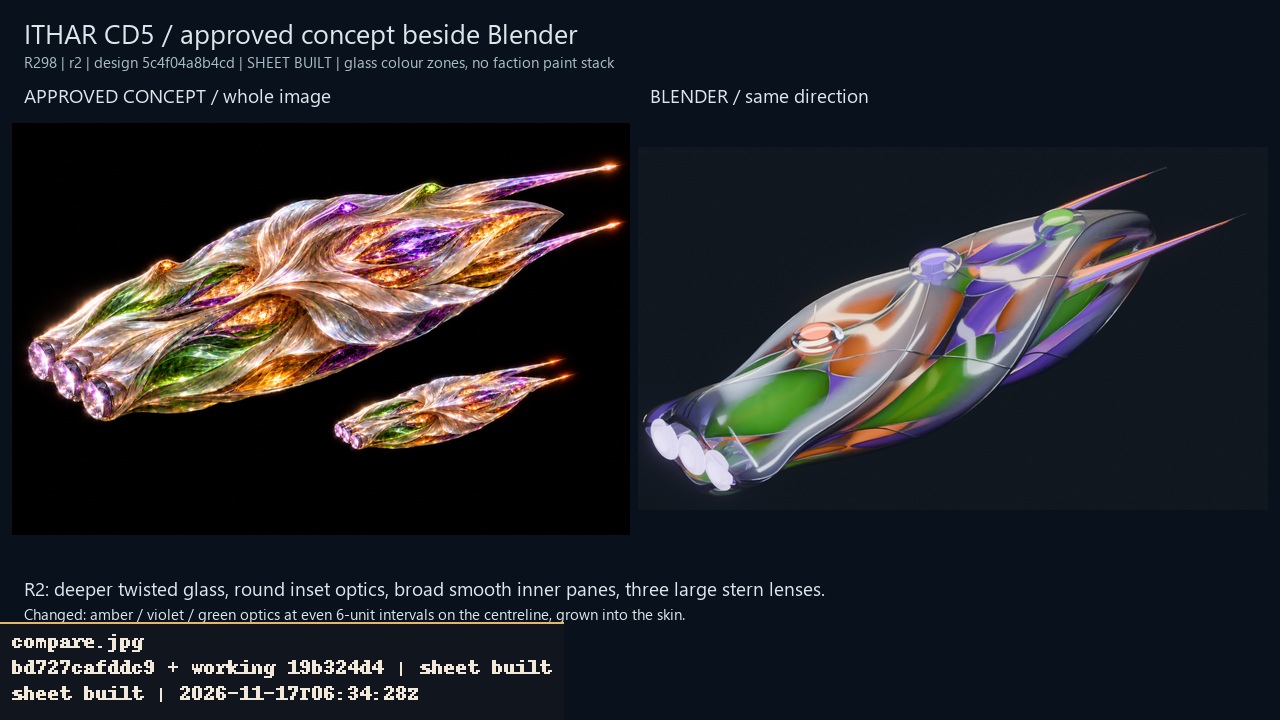 ITHAR CD5 / approved concept beside Blender
R298 | r2 | design 5c4f04a8b4cd | SHEET BUILT | glass colour zones, no faction paint stack
APPROVED CONCEPT / whole image
BLENDER / same direction
R2: deeper twisted glass, round inset optics, broad smooth inner panes, three large stern lenses.
Changed: amber / violet / green optics at even 6-unit intervals on the centreline, grown into the skin.
compare.jpg
bd727cafddc9 + working 19b324d4 | sheet built
sheet built | 2026-11-17T06:34:28Z